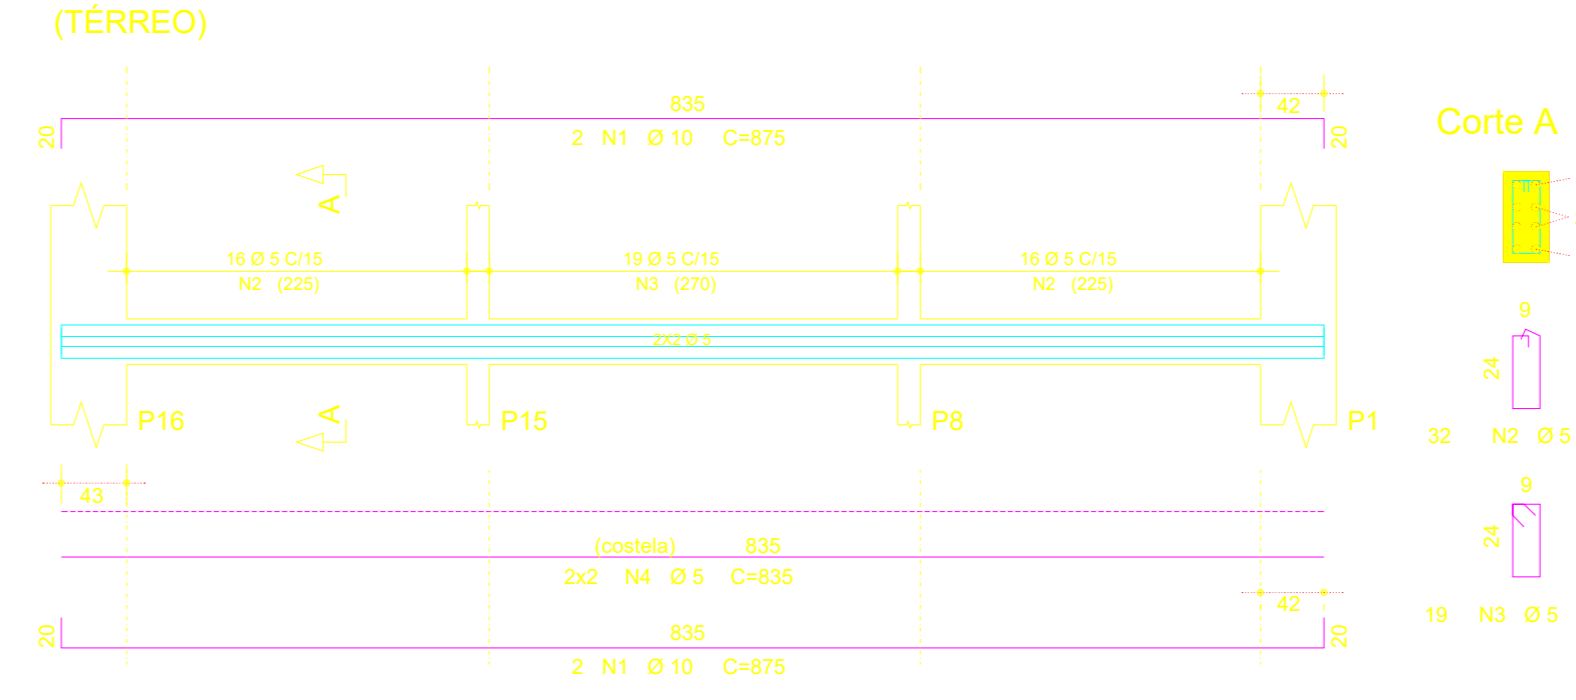 (TÉRREO)
835
42
20
2 N1 Ø 10 C=875
20
Corte A
A
16 Ø 5 C/15
N2 (225)
19 Ø 5 C/15
N3 (270)
16 Ø 5 C/15
N2 (225)
2X2 Ø 5
9
24
A
P16
P15
P8
P1
32 N2 Ø 5
43
9
24
(costela) 835
2x2 N4 Ø 5 C=835
42
19 N3 Ø 5
20
835
20
2 N1 Ø 10 C=875